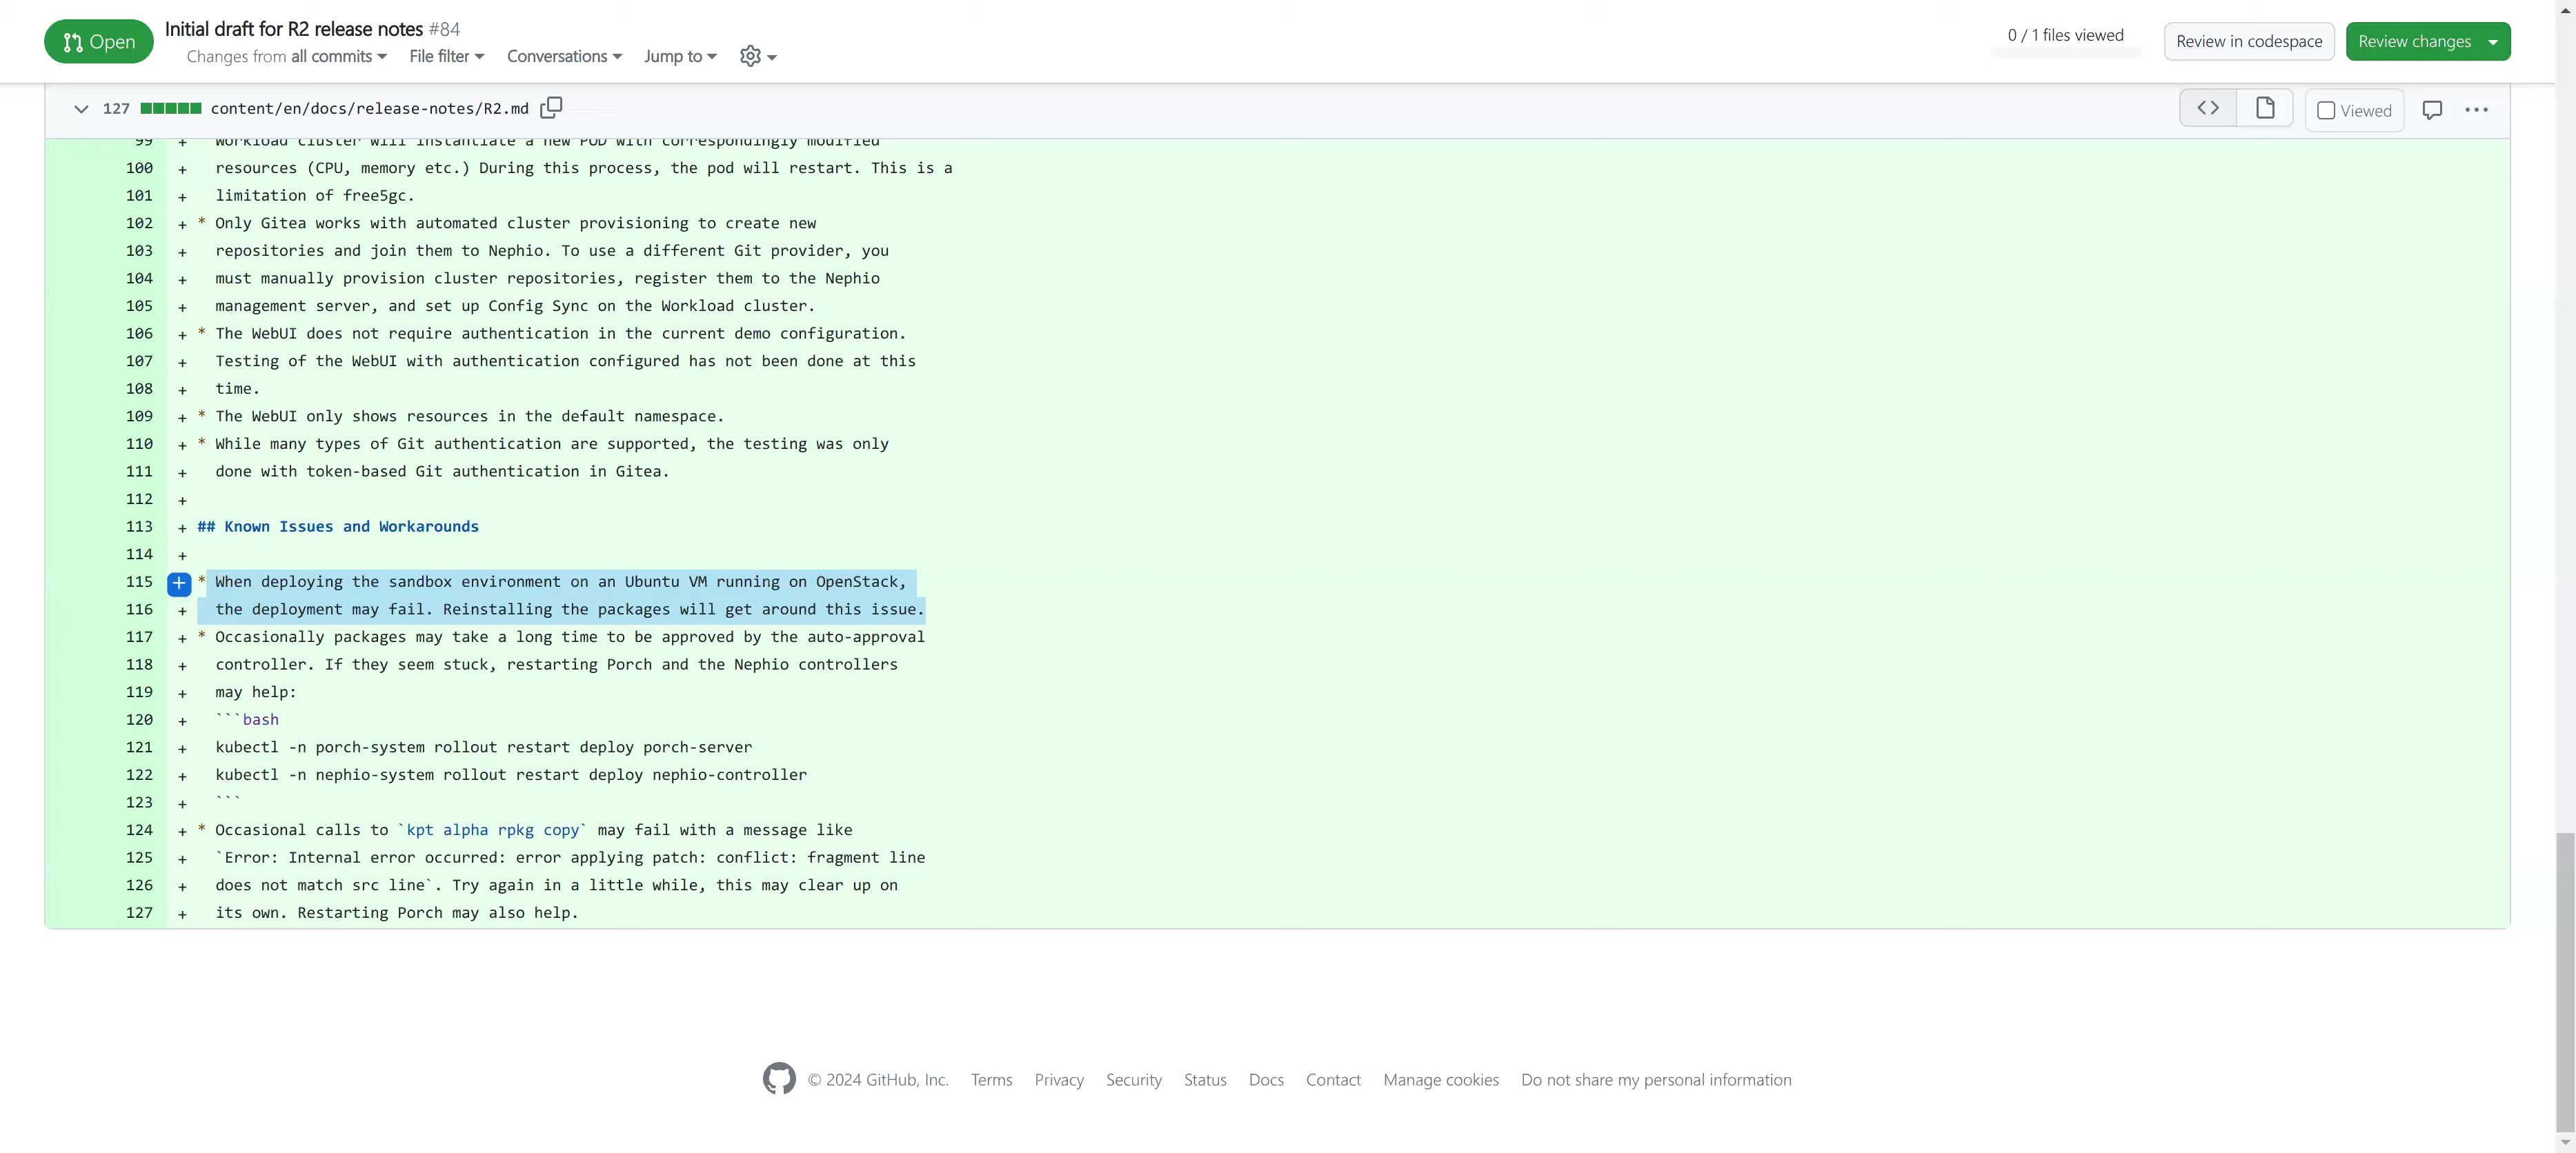 Open
Initial draft for R2 release notes #84
Changes from all commits File filter Conversations Jump to
0 / 1 files viewed
Review in codespace
Review changes
127 content/en/docs/release-notes/R2.md
Viewed
99 + Workload cluster will instantiate a new POD with correspondingly modified
100 + resources (CPU, memory etc.) During this process, the pod will restart. This is a
101 + limitation of free5gc.
102 + * Only Gitea works with automated cluster provisioning to create new
103 + repositories and join them to Nephio. To use a different Git provider, you
104 + must manually provision cluster repositories, register them to the Nephio
105 + management server, and set up Config Sync on the Workload cluster.
106 + * The WebUI does not require authentication in the current demo configuration.
107 + Testing of the WebUI with authentication configured has not been done at this
108 + time.
109 + * The WebUI only shows resources in the default namespace.
110 + * While many types of Git authentication are supported, the testing was only
111 + done with token-based Git authentication in Gitea.
112 +
113 + ## Known Issues and Workarounds
114 +
115 + * When deploying the sandbox environment on an Ubuntu VM running on OpenStack,
116 + the deployment may fail. Reinstalling the packages will get around this issue.
117 + * Occasionally packages may take a long time to be approved by the auto-approval
118 + controller. If they seem stuck, restarting Porch and the Nephio controllers
119 + may help:
120 + ```bash
121 + kubectl -n porch-system rollout restart deploy porch-server
122 + kubectl -n nephio-system rollout restart deploy nephio-controller
123 + ```
124 + * Occasional calls to `kpt alpha rpkg copy` may fail with a message like
125 + `Error: Internal error occurred: error applying patch: conflict: fragment line
126 + does not match src line`. Try again in a little while, this may clear up on
127 + its own. Restarting Porch may also help.
© 2024 GitHub, Inc. Terms Privacy Security Status Docs Contact Manage cookies Do not share my personal information